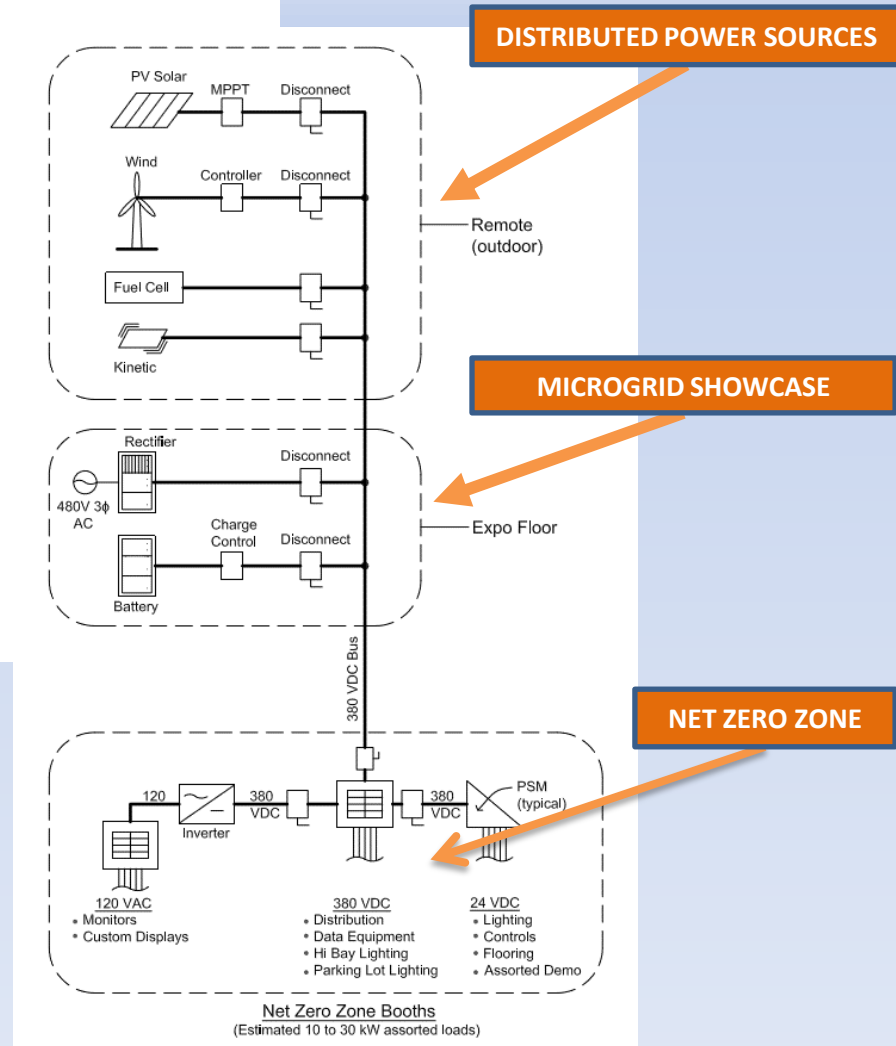 DISTRIBUTED POWER SOURCES
PV Solar
MPPT
Disconnect
Wind
Controller
Disconnect
Remote
(outdoor)
Fuel Cell
Kinetic
MICROGRID SHOWCASE
Rectifier
Disconnect
480V 3ϕ
AC
Expo Floor
Charge
Control
Disconnect
Battery
380 VDC Bus
NET ZERO ZONE
120
Inverter
380
VDC
380
VDC
PSM
(typical)
120 VAC
• Monitors
• Custom Displays
380 VDC
• Distribution
• Data Equipment
• Hi Bay Lighting
• Parking Lot Lighting
24 VDC
• Lighting
• Controls
• Flooring
• Assorted Demo
Net Zero Zone Booths
(Estimated 10 to 30 kW assorted loads)